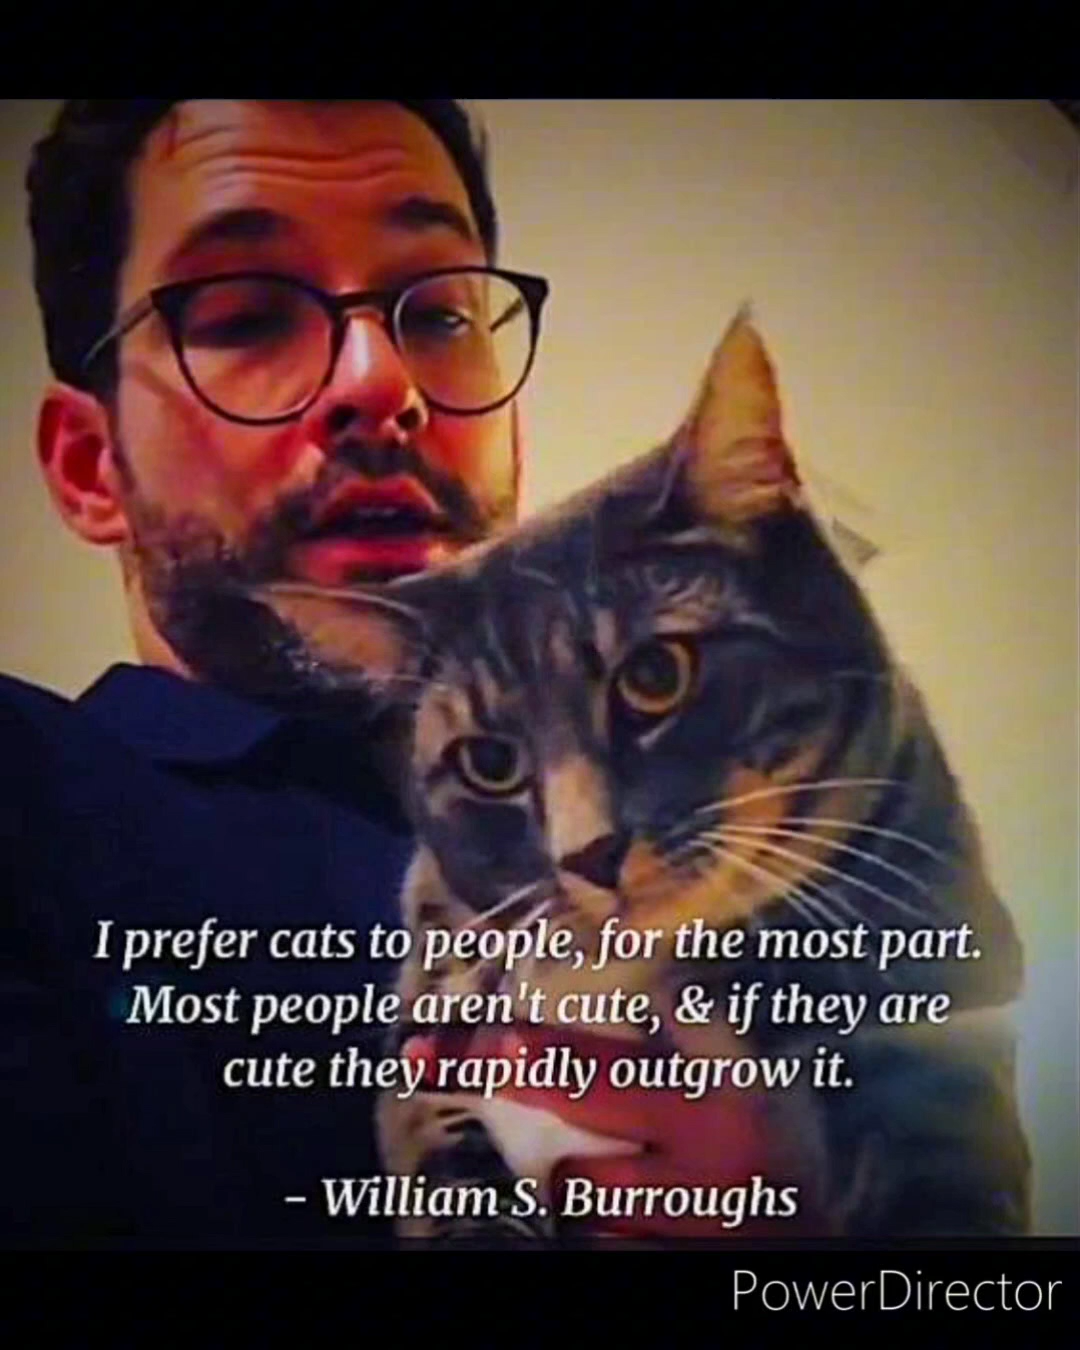 I prefer cats to people, for the most part.
Most people aren't cute, & if they are
cute they rapidly outgrow it.
– William S. Burroughs
PowerDirector